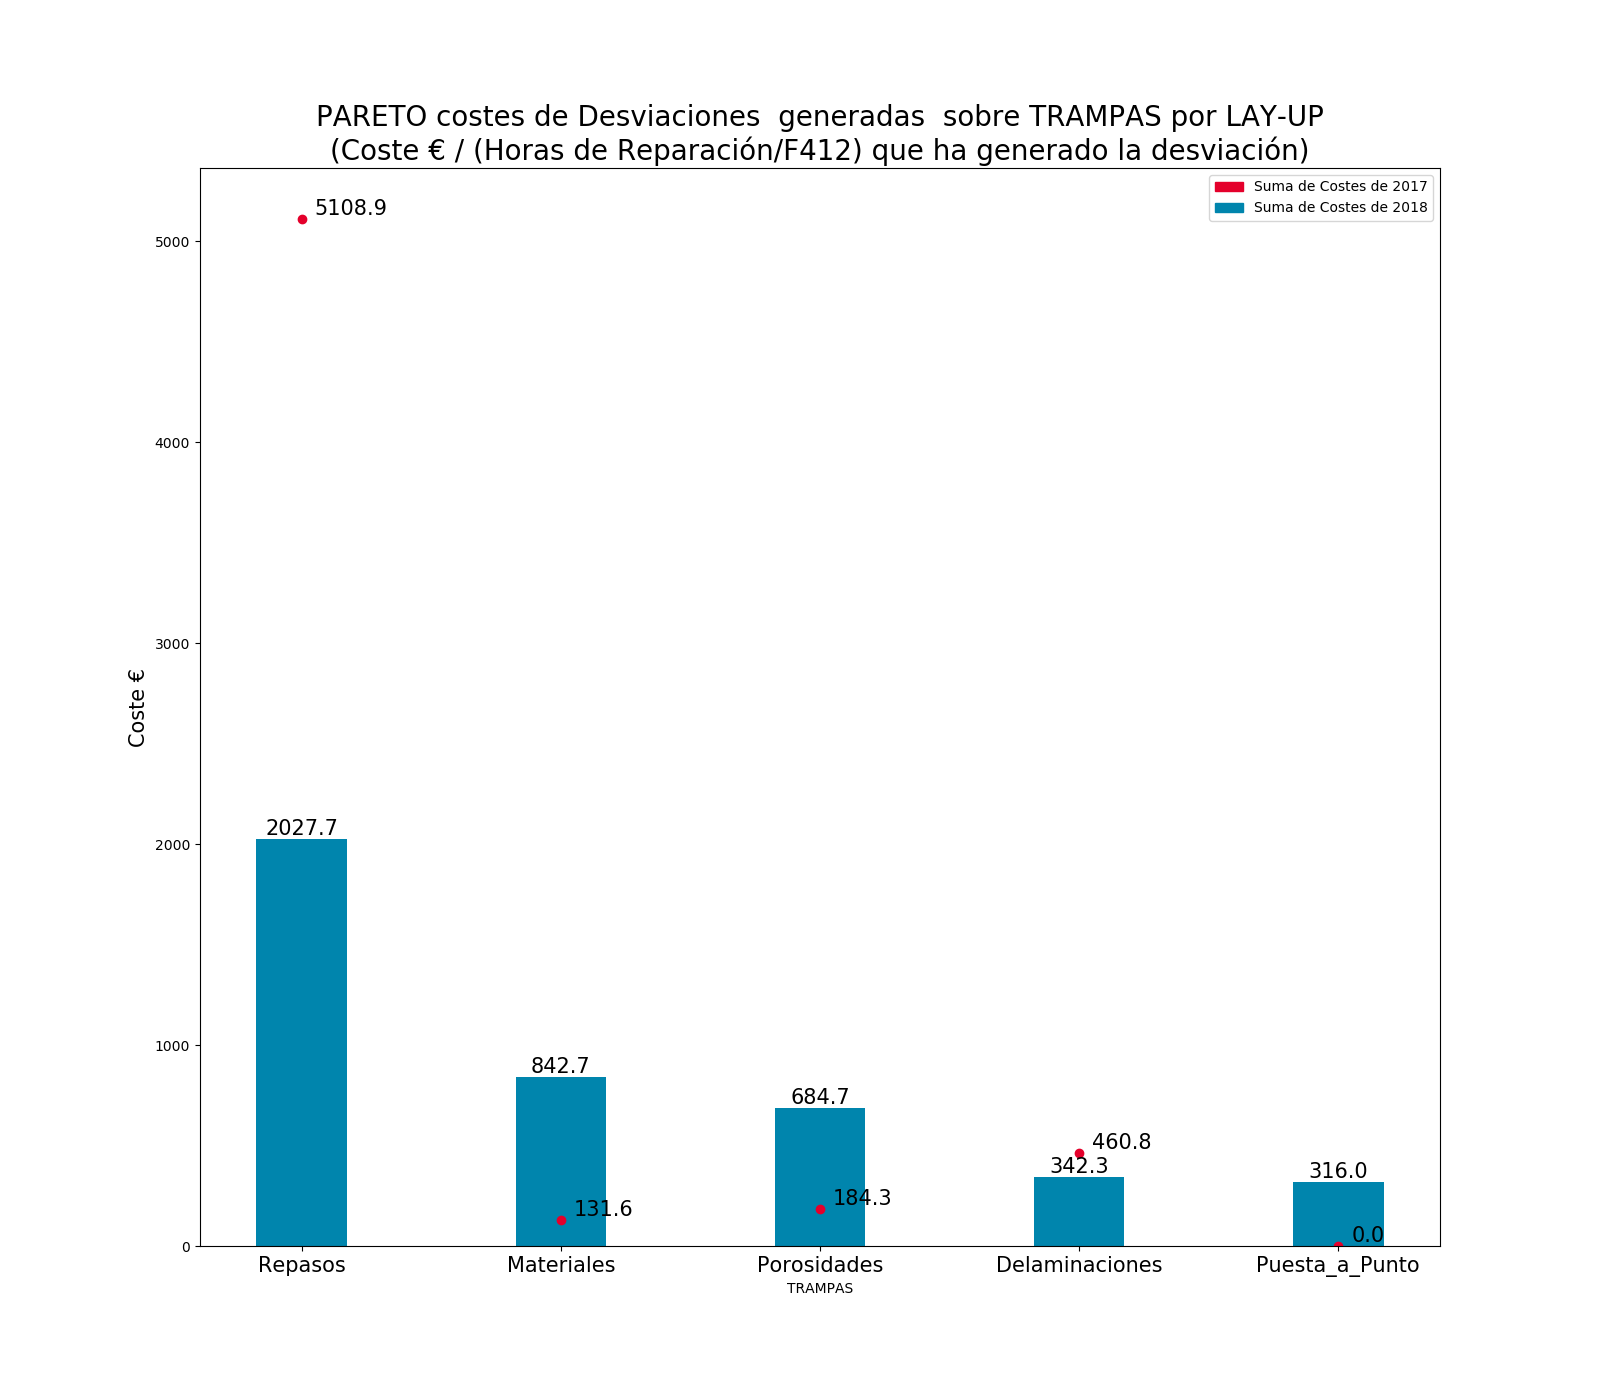 PARETO costes de Desviaciones  generadas  sobre TRAMPAS por LAY-UP
(Coste € / (Horas de Reparación/F412) que ha generado la desviación)
Suma de Costes de 2017
Suma de Costes de 2018
5108.9
5000
4000
3000
Coste €
2027.7
2000
1000
842.7
684.7
460.8
342.3
316.0
131.6
184.3
0.0
0
Repasos
Materiales
Porosidades
Delaminaciones
Puesta_a_Punto
TRAMPAS